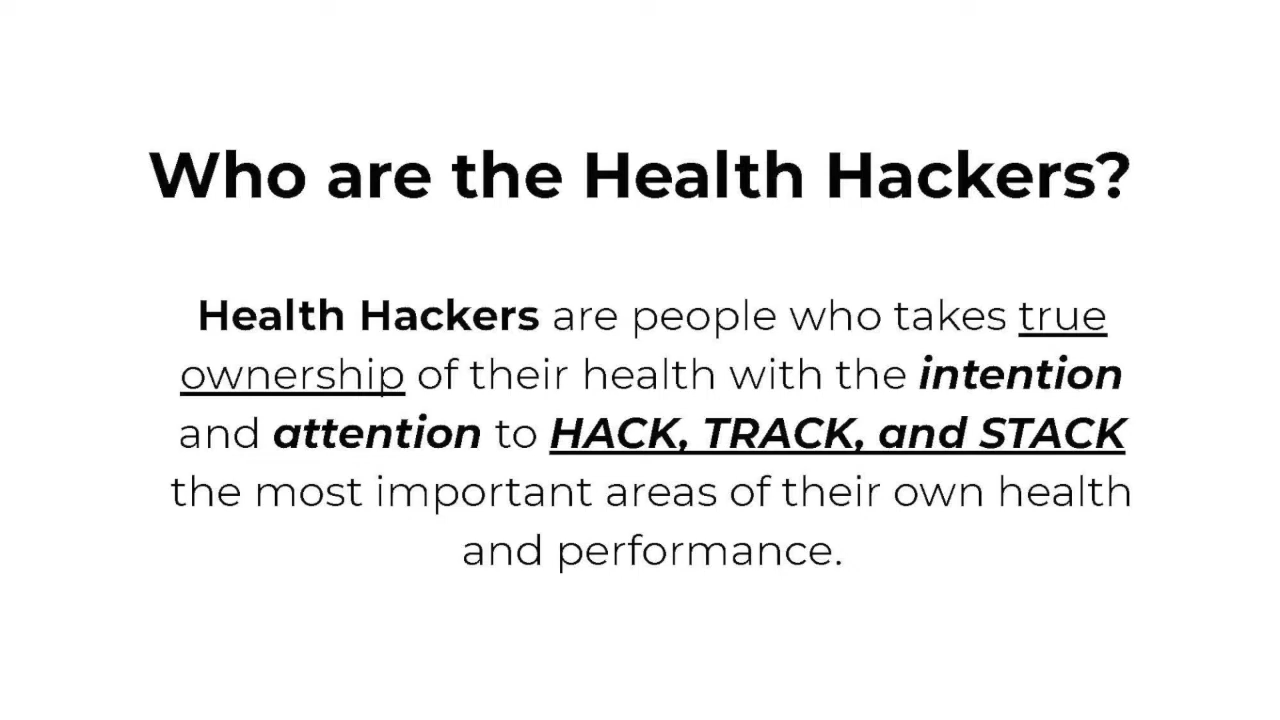 Who are the Health Hackers?
Health Hackers are people who takes true
ownership of their health with the intention
and attention to HACK, TRACK, and STACK
the most important areas of their own health
and performance.